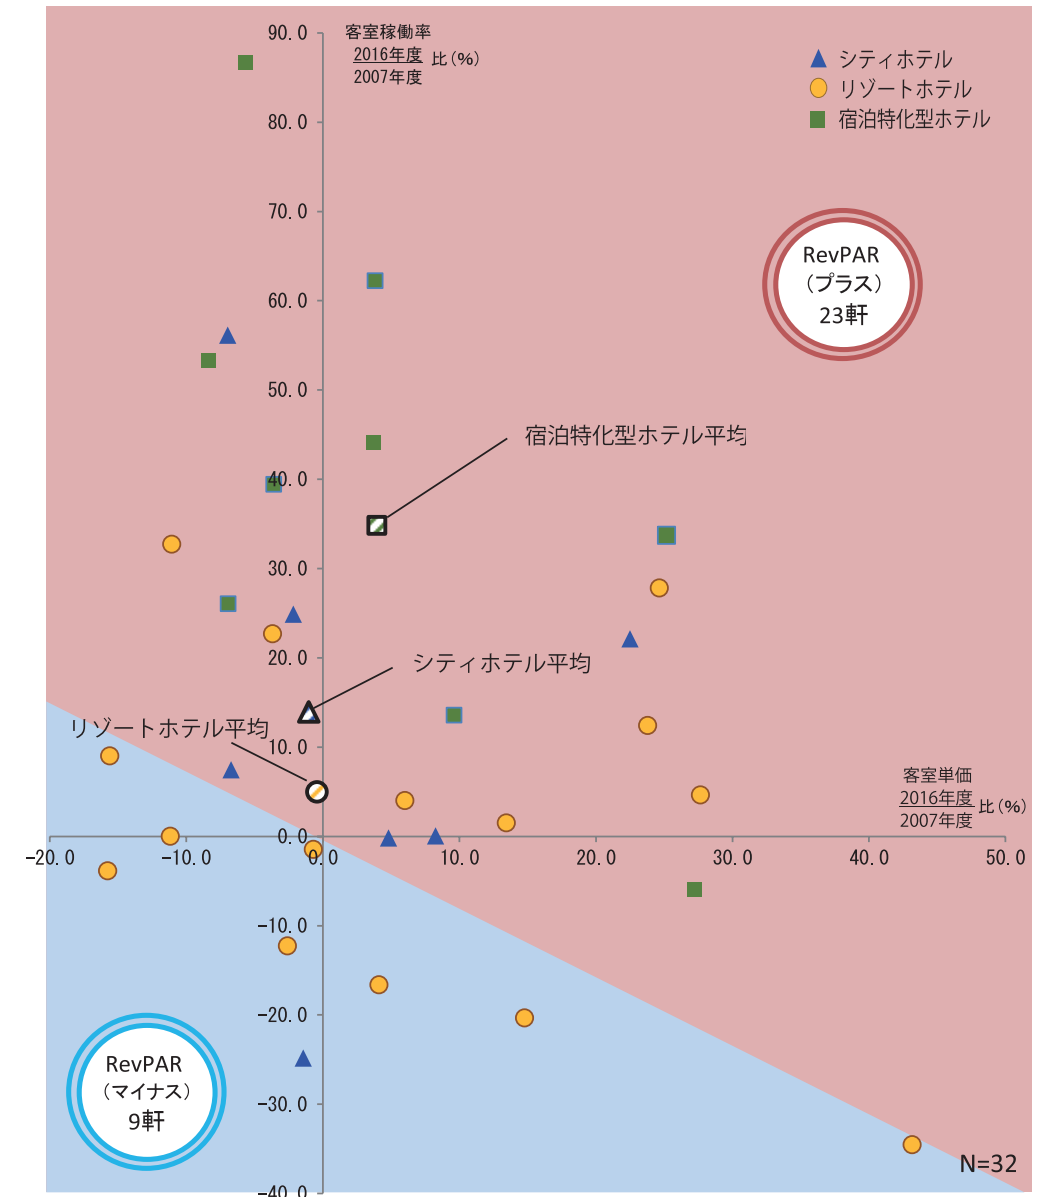 客室稼働率
2016年度
2007年度
比(%)
シティホテル
リゾートホテル
宿泊特化型ホテル
90.0
80.0
70.0
60.0
50.0
40.0
30.0
20.0
10.0
0.0
-10.0
-20.0
-30.0
-40.0
RevPAR
(プラス)
23軒
宿泊特化型ホテル平均
シティホテル平均
リゾートホテル平均
客室単価
2016年度
2007年度
比(%)
-20.0
-10.0
0.0
10.0
20.0
30.0
40.0
50.0
RevPAR
(マイナス)
9軒
N=32